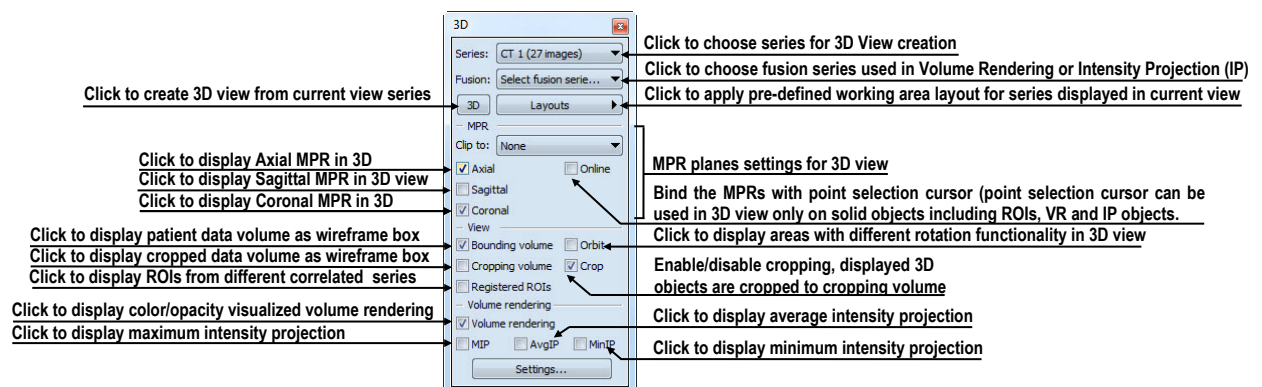 3D
Series: CT 1 (27 images)
Click to choose series for 3D View creation
Fusion: Select fusion serie...
Click to choose fusion series used in Volume Rendering or Intensity Projection (IP)
Click to create 3D view from current view series
3D Layouts
Click to apply pre-defined working area layout for series displayed in current view
MPR
Clip to: None
Click to display Axial MPR in 3D
Axial Online
MPR planes settings for 3D view
Click to display Sagittal MPR in 3D view
Sagittal
Click to display Coronal MPR in 3D
Coronal
Bind the MPRs with point selection cursor (point selection cursor can be
used in 3D view only on solid objects including ROIs, VR and IP objects.
View
Click to display patient data volume as wireframe box
Bounding volume Orbit
Click to display areas with different rotation functionality in 3D view
Click to display cropped data volume as wireframe box
Cropping volume Crop
Enable/disable cropping, displayed 3D
objects are cropped to cropping volume
Click to display ROIs from different correlated series
Registered ROIs
Volume rendering
Click to display color/opacity visualized volume rendering
Volume rendering
Click to display average intensity projection
Click to display maximum intensity projection
MIP AvgIP MinIP
Click to display minimum intensity projection
Settings...